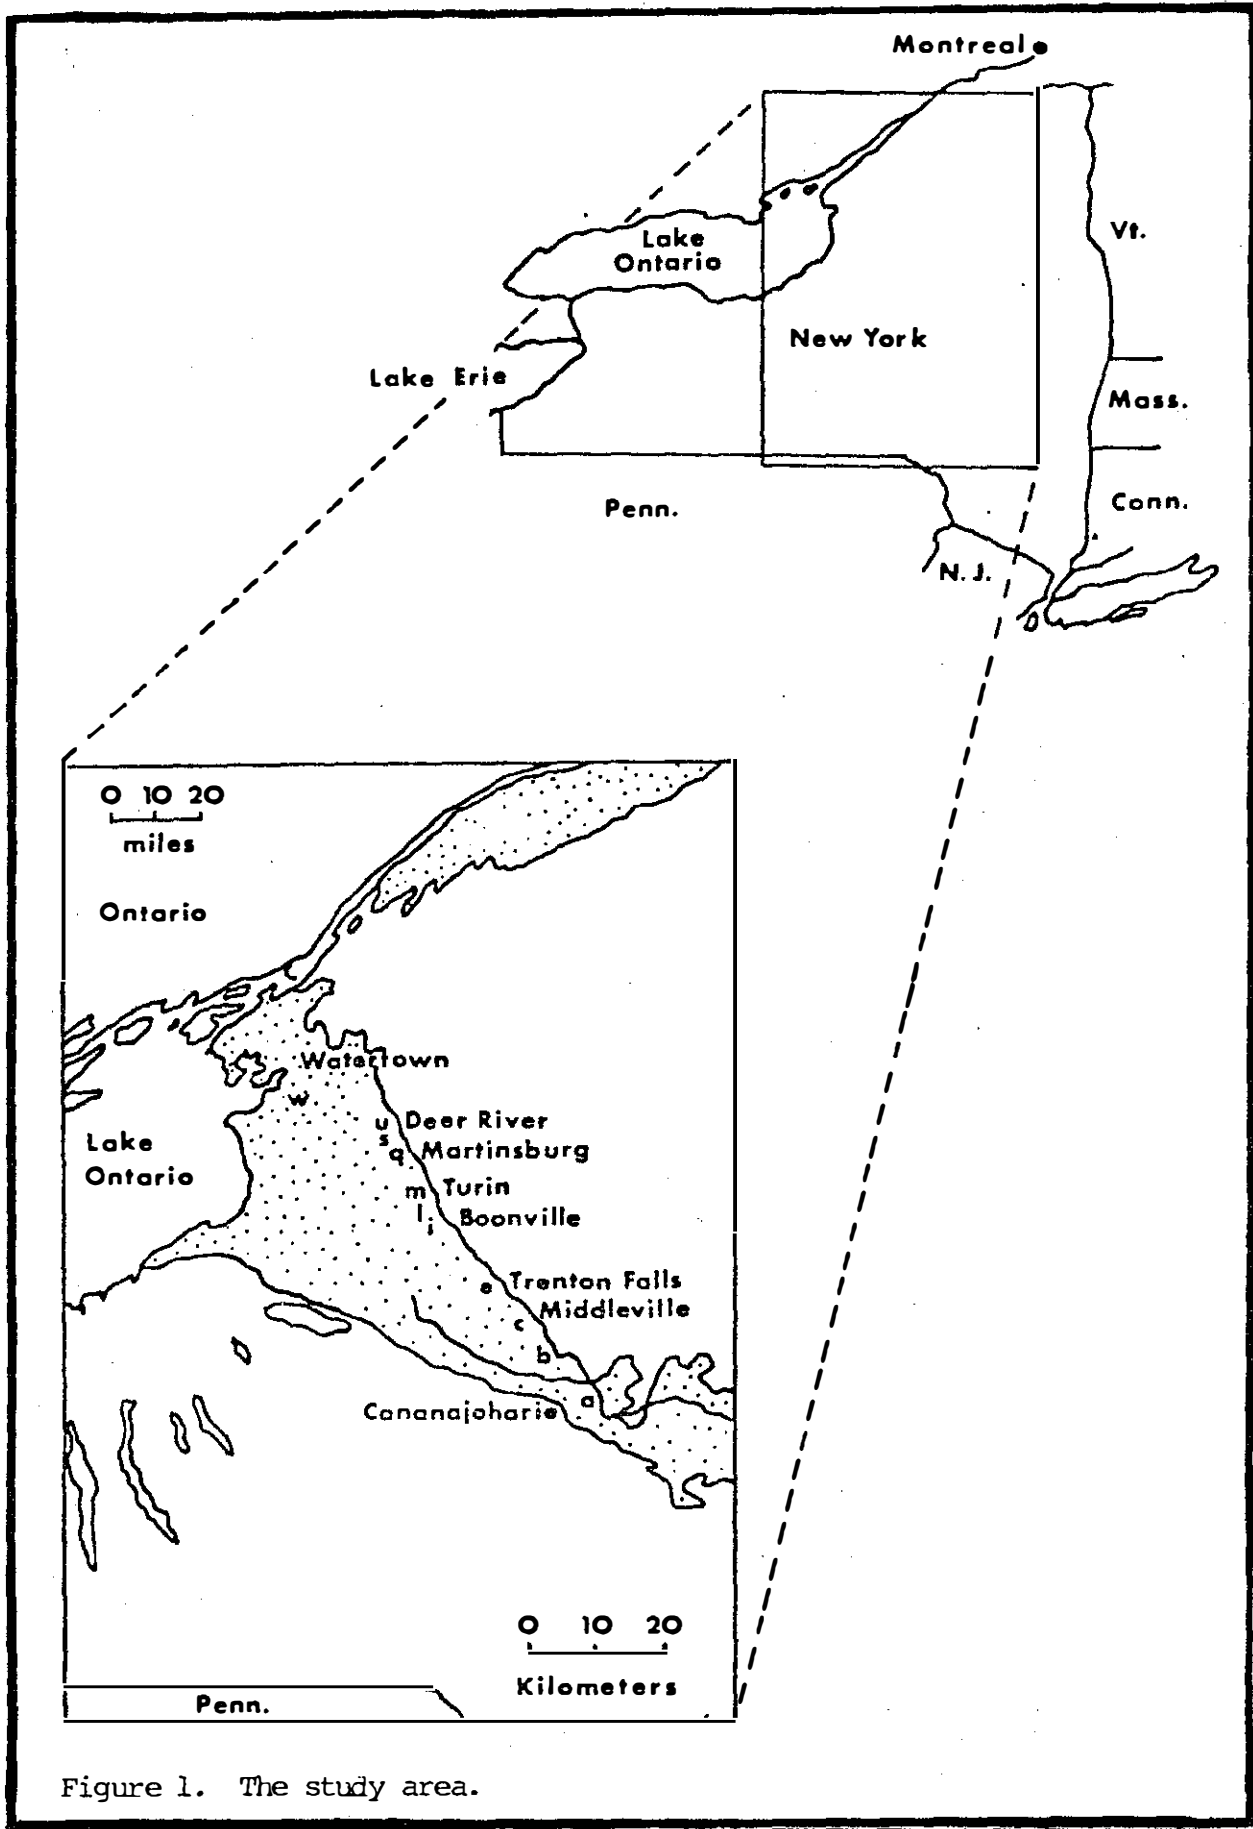 Montreal
Vt.
Lake
Ontario
New York
Lake Erie
Mass.
Penn.
Conn.
N. J.
0 10 20
miles
Ontario
Watertown
w
u Deer River
s
q Martinsburg
Lake
Ontario
m Turin
l
j Boonville
e Trenton Falls
Middleville
c
b
a
Cananajoharie
0 10 20
Kilometers
Penn.
Figure 1. The study area.